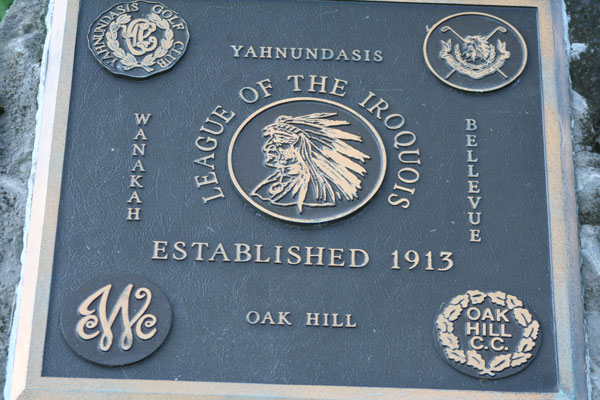 YAHNUNDASIS GOLF CLUB
YAHNUNDASIS
LEAGUE OF THE IROQUOIS
WANAKAH
BELLEVUE
ESTABLISHED 1913
OAK HILL
OAK
HILL
C.C.